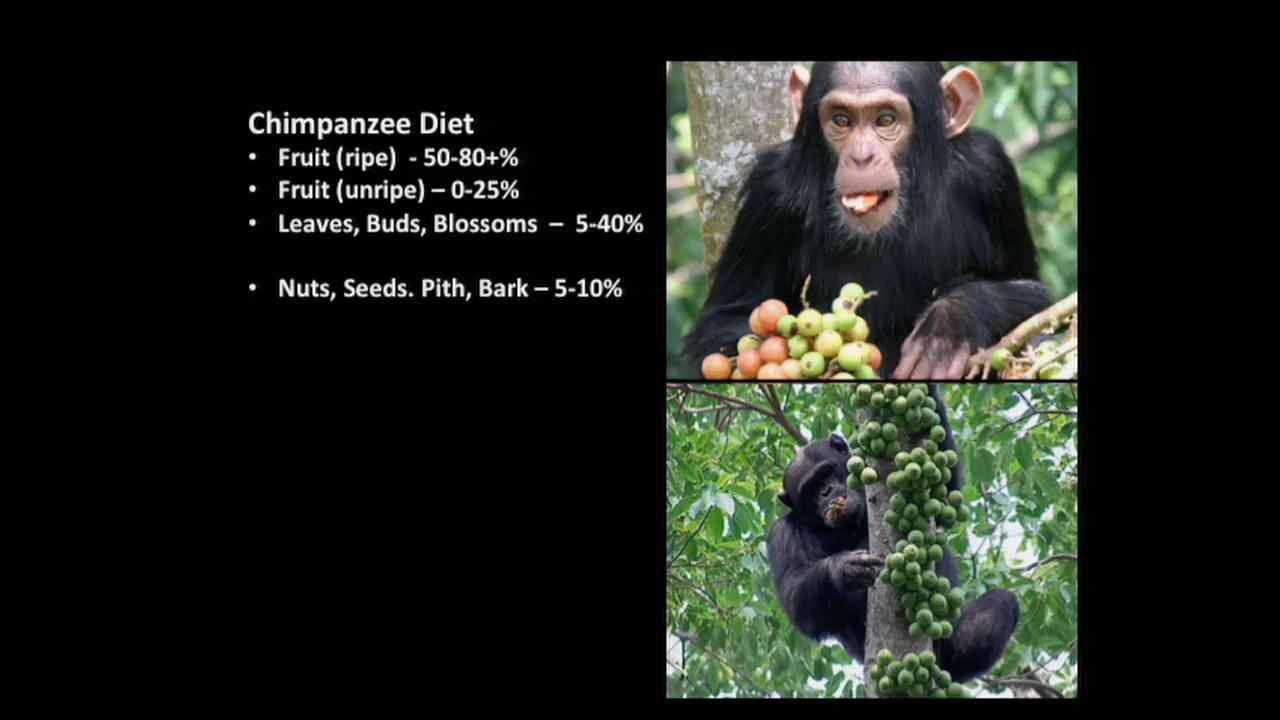 Chimpanzee Diet
• Fruit (ripe)  - 50-80+%
• Fruit (unripe) – 0-25%
• Leaves, Buds, Blossoms  –  5-40%
• Nuts, Seeds. Pith, Bark – 5-10%